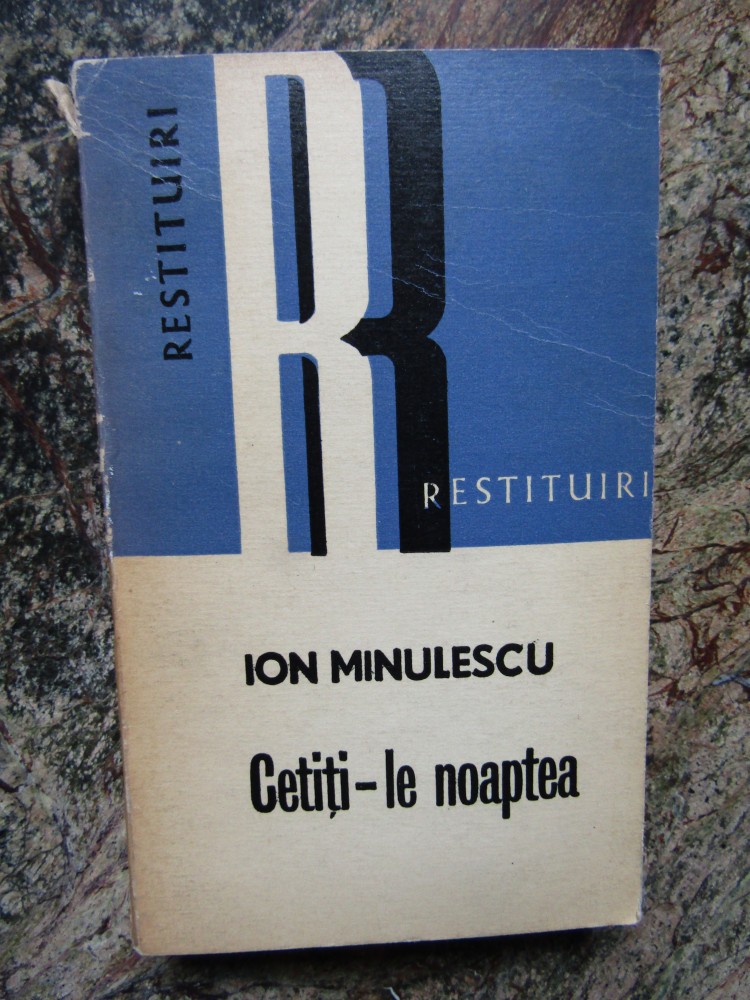 RESTITUIRI
R
RESTITUIRI
ION MINULESCU
Cetiți-le noaptea